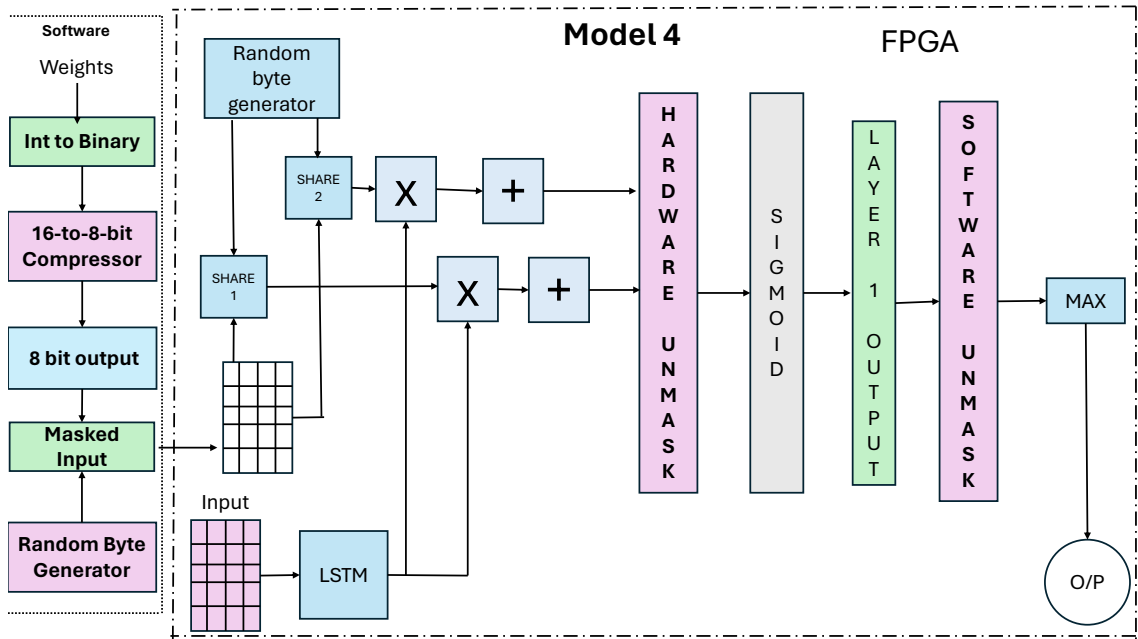 Software
Weights
Int to Binary
16-to-8-bit
Compressor
8 bit output
Masked
Input
Random Byte
Generator
Model 4
FPGA
Random
byte
generator
SHARE
2
X
+
SHARE
1
X
+
Input
LSTM
HARDWARE UNMASK
SIGMOID
LAYER 1 OUTPUT
SOFTWARE UNMASK
MAX
O/P